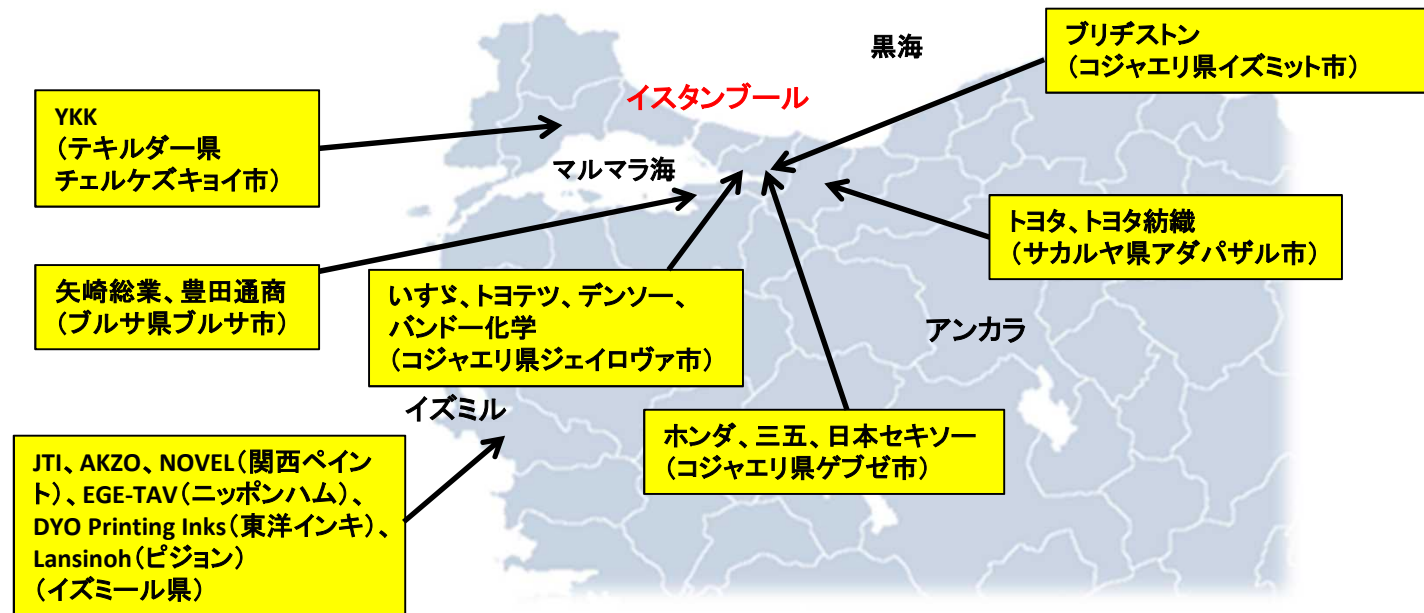 黒海
ブリヂストン
（コジャエリ県イズミット市）
イスタンブール
YKK
（テキルダー県
チェルケズキョイ市）
マルマラ海
トヨタ、トヨタ紡織
（サカルヤ県アダパザル市）
矢崎総業、豊田通商
（ブルサ県ブルサ市）
いすゞ、トヨテツ、デンソー、
バンドー化学
（コジャエリ県ジェイロヴァ市）
アンカラ
イズミル
ホンダ、三五、日本セキソー
（コジャエリ県ゲブゼ市）
JTI、AKZO、NOVEL（関西ペイン
ト）、EGE-TAV（ニッポンハム）、
DYO Printing Inks（東洋インキ）、
Lansinoh（ピジョン）
（イズミール県）